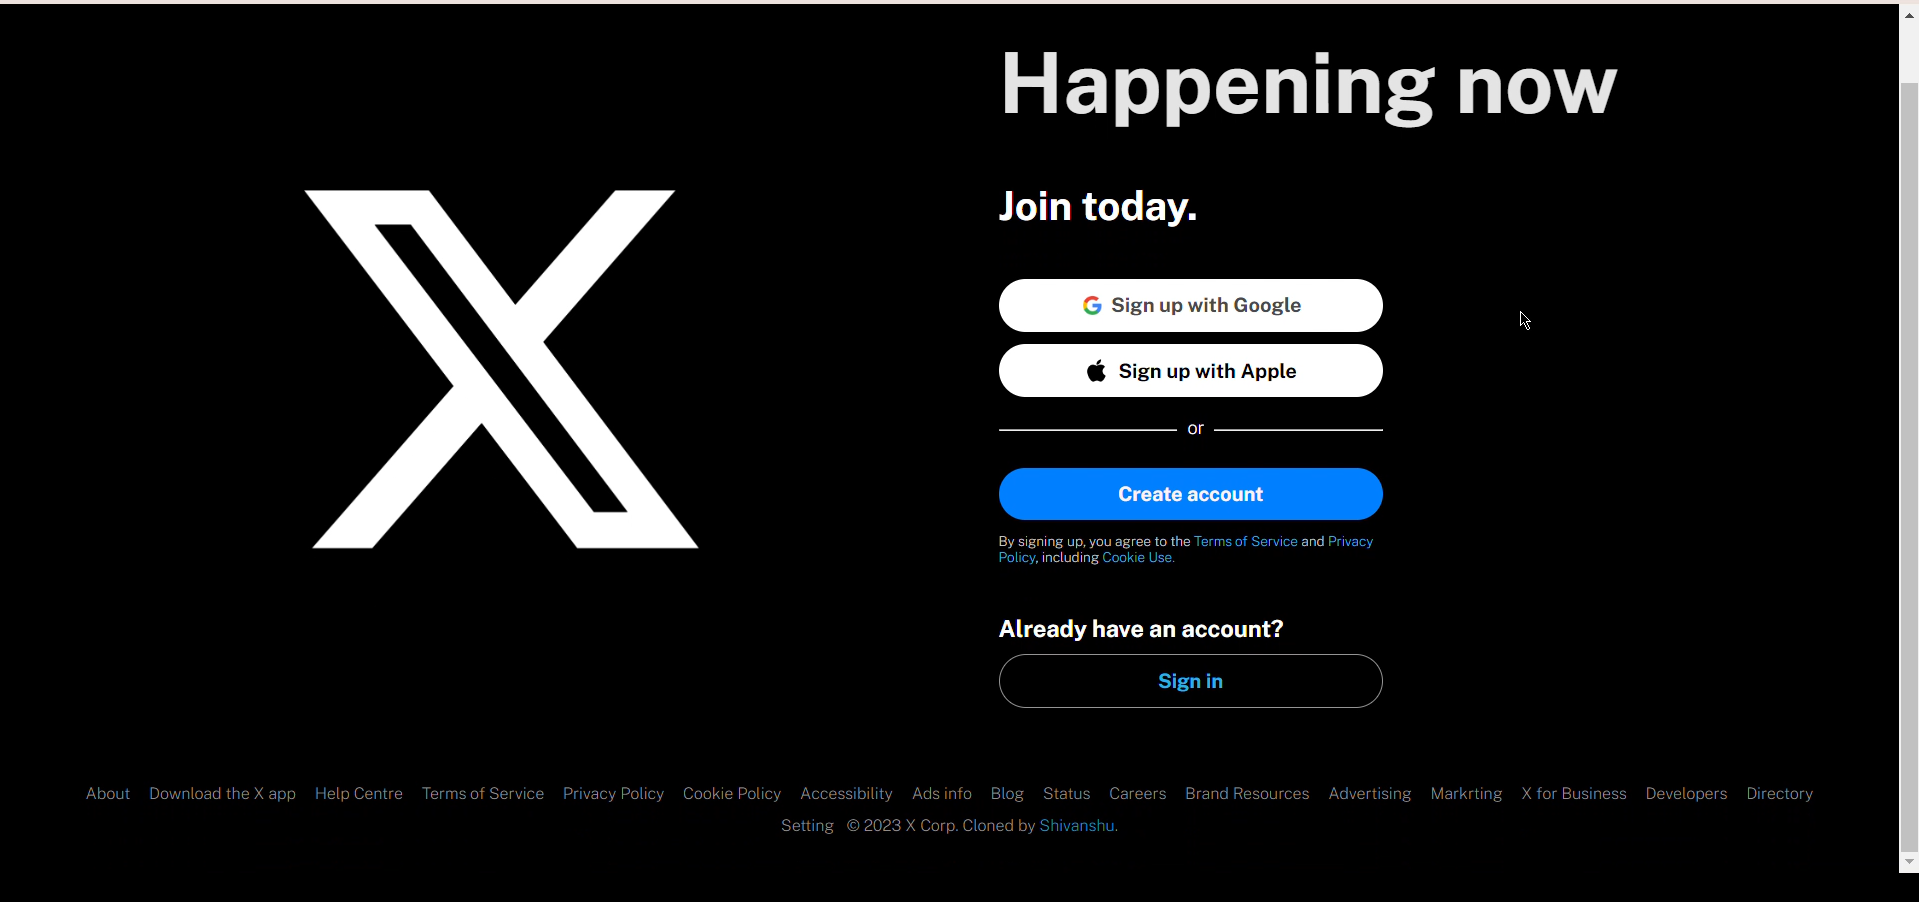 Happening now
Join today.
Sign up with Google
Sign up with Apple
or
Create account
By signing up, you agree to the Terms of Service and Privacy
Policy, including Cookie Use.
Already have an account?
Sign in
About Download the X app Help Centre Terms of Service Privacy Policy Cookie Policy Accessibility Ads info Blog Status Careers Brand Resources Advertising Markrting X for Business Developers Directory
Setting © 2023 X Corp. Cloned by Shivanshu.